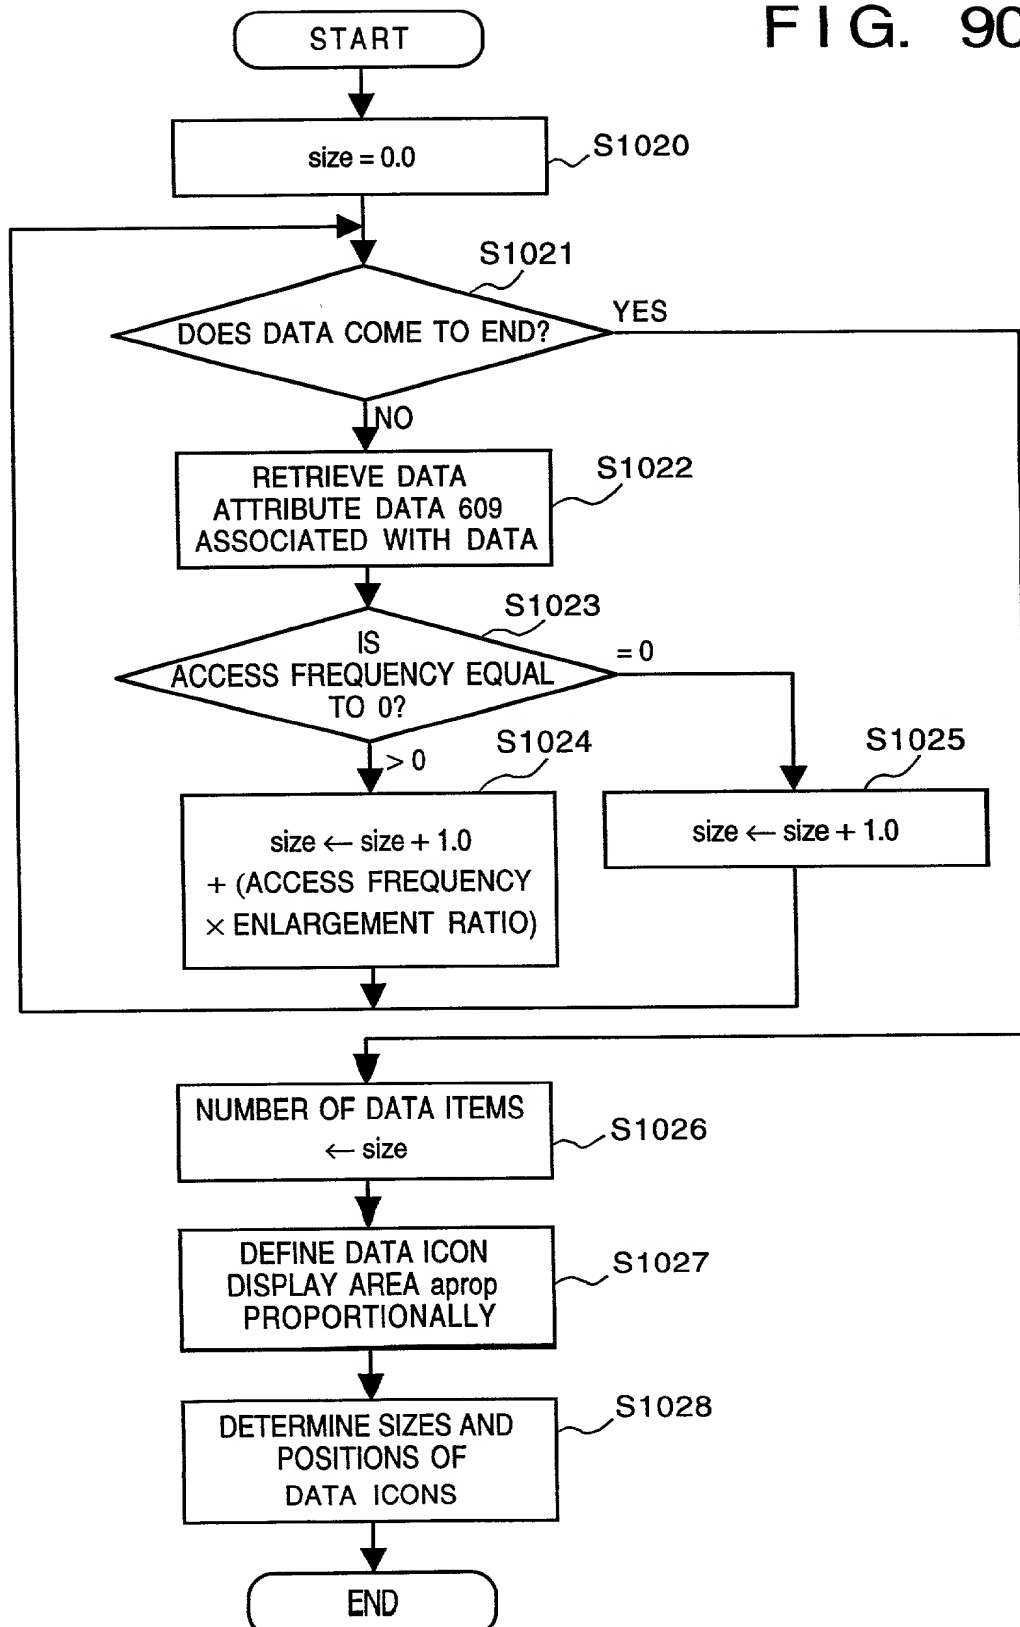 FIG. 90
START
size = 0.0
S1020
S1021
DOES DATA COME TO END?
YES
NO
RETRIEVE DATA
ATTRIBUTE DATA 609
ASSOCIATED WITH DATA
S1022
S1023
IS
ACCESS FREQUENCY EQUAL
TO 0?
= 0
> 0
S1024
size ← size + 1.0
+ (ACCESS FREQUENCY
× ENLARGEMENT RATIO)
S1025
size ← size + 1.0
NUMBER OF DATA ITEMS
← size
S1026
DEFINE DATA ICON
DISPLAY AREA aprop
PROPORTIONALLY
S1027
DETERMINE SIZES AND
POSITIONS OF
DATA ICONS
S1028
END